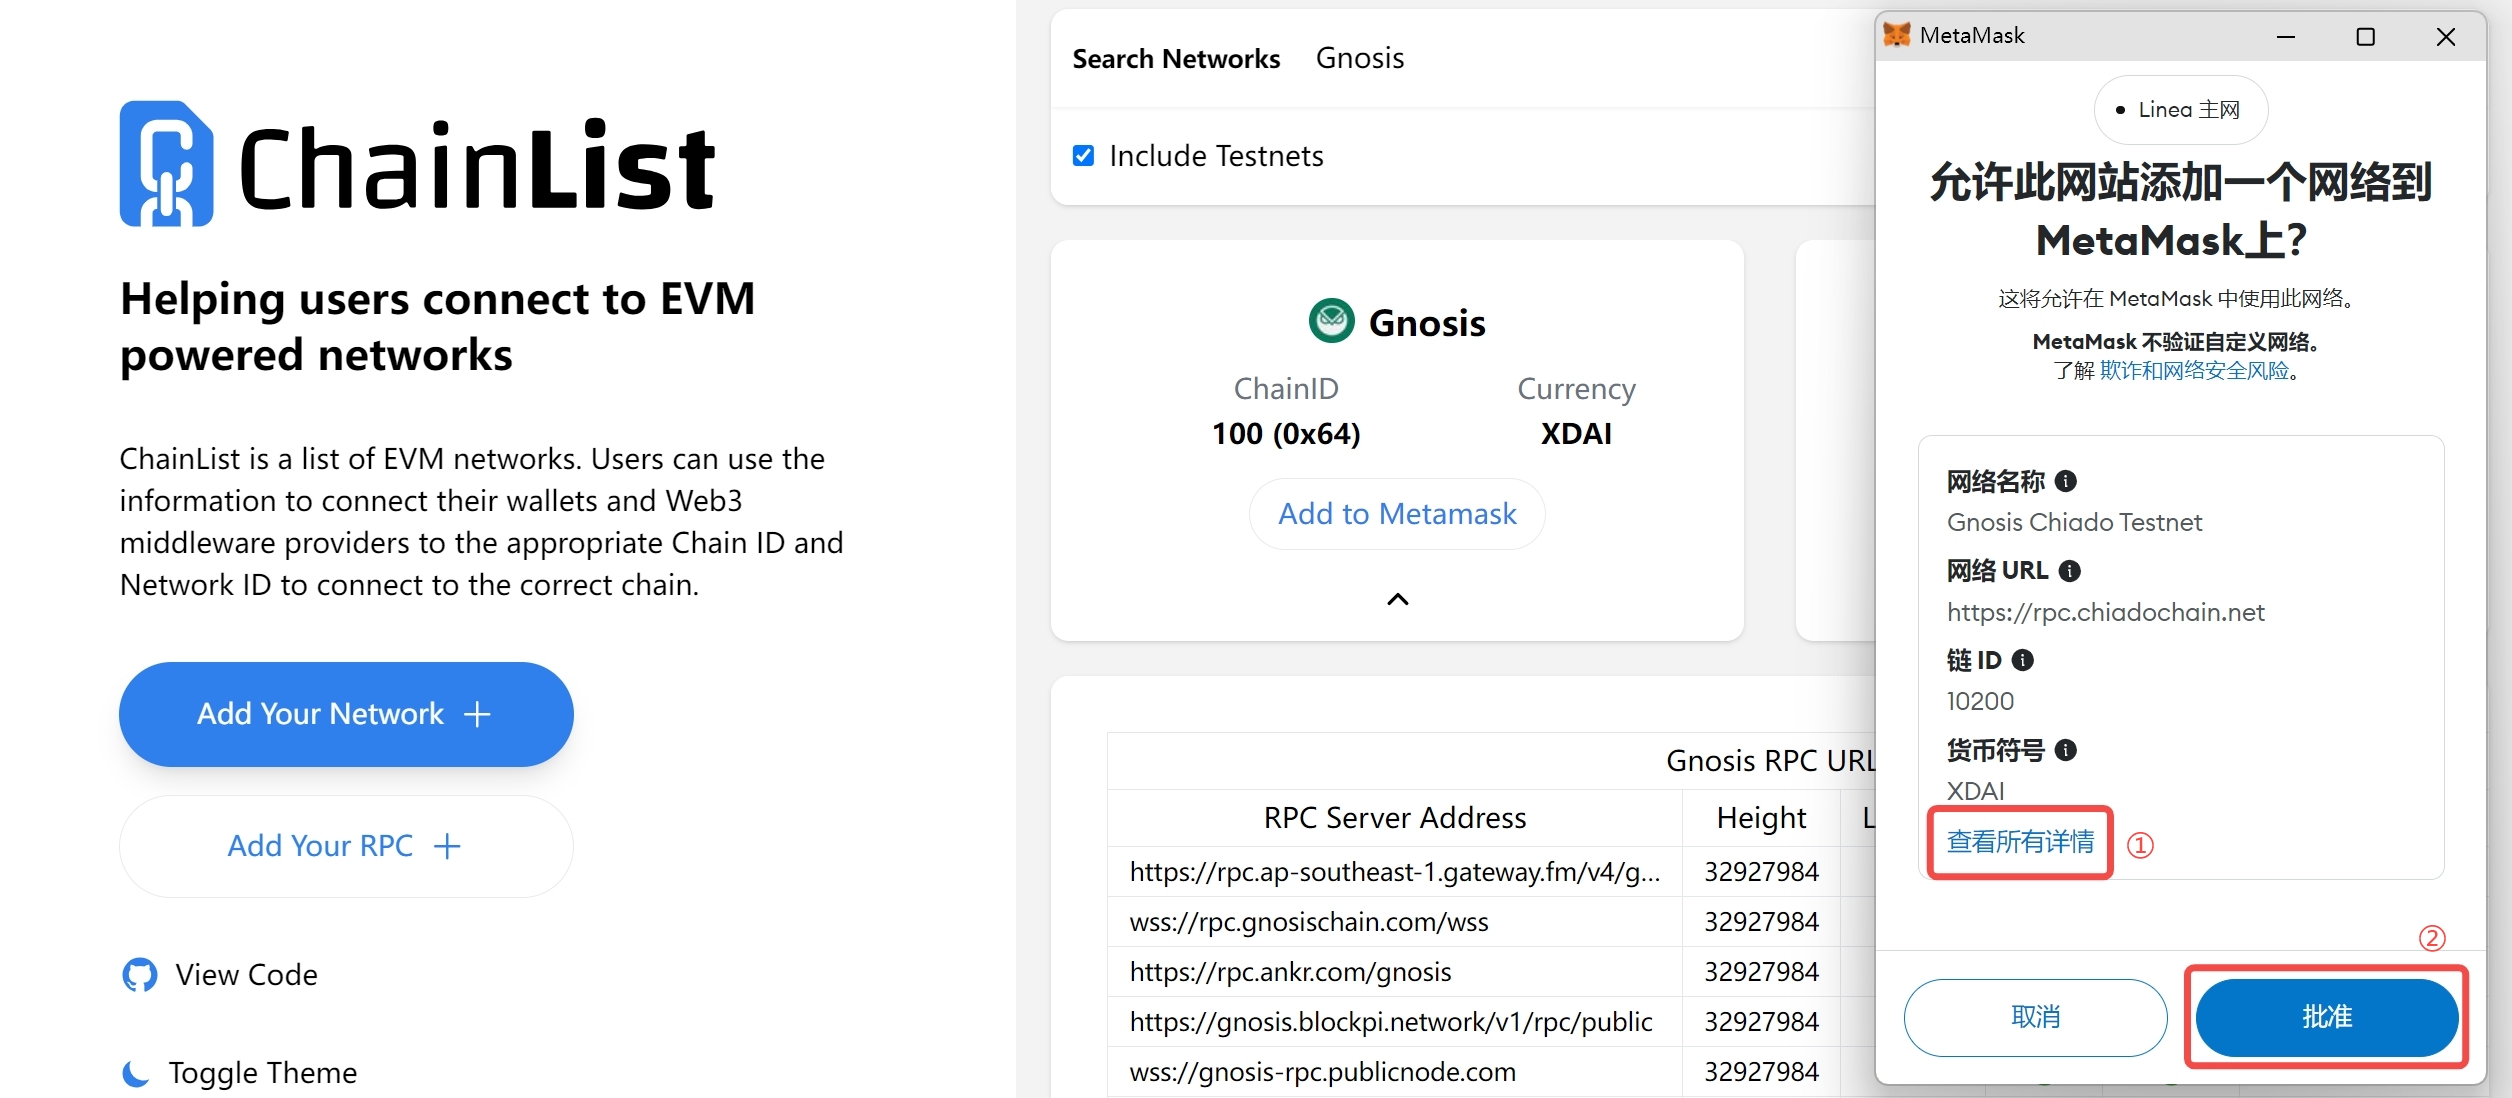 ChainList
Helping users connect to EVM
powered networks
ChainList is a list of EVM networks. Users can use the
information to connect their wallets and Web3
middleware providers to the appropriate Chain ID and
Network ID to connect to the correct chain.
Add Your Network +
Add Your RPC +
View Code
Toggle Theme
Search Networks Gnosis
Include Testnets
Gnosis
ChainID Currency
100 (0x64) XDAI
Add to Metamask
Gnosis RPC URL
RPC Server Address Height L
https://rpc.ap-southeast-1.gateway.fm/v4/g... 32927984
wss://rpc.gnosischain.com/wss 32927984
https://rpc.ankr.com/gnosis 32927984
https://gnosis.blockpi.network/v1/rpc/public 32927984
wss://gnosis-rpc.publicnode.com 32927984
MetaMask
• Linea 主网
允许此网站添加一个网络到
MetaMask上？
这将允许在 MetaMask 中使用此网络。
MetaMask 不验证自定义网络。
了解 欺诈和网络安全风险。
网络名称
Gnosis Chiado Testnet
网络 URL
https://rpc.chiadochain.net
链 ID
10200
货币符号
XDAI
查看所有详情 ①
②
取消 批准